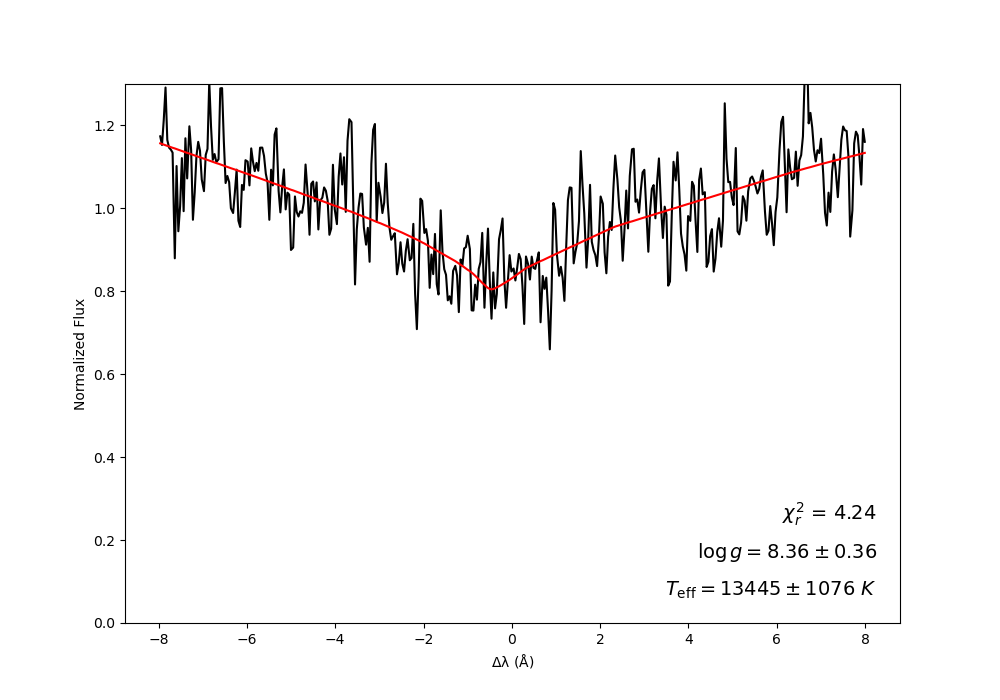 1.2
1.0
0.8
0.6
0.4
0.2
0.0
Normalized Flux
χ²ᵣ = 4.24
log g = 8.36 ± 0.36
T_eff = 13445 ± 1076 K
−8 −6 −4 −2 0 2 4 6 8
Δλ (Å)